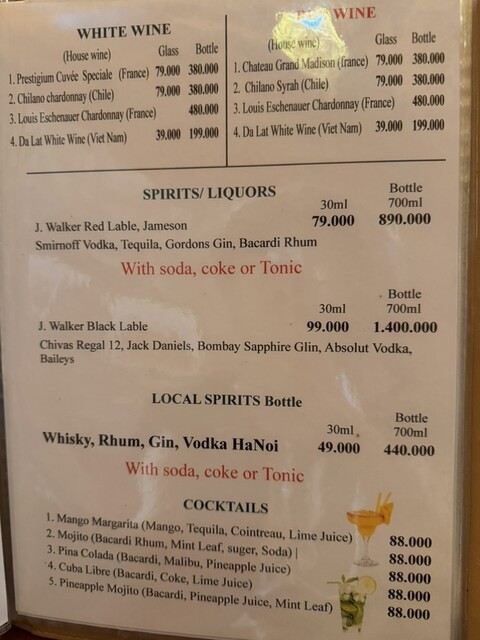 WHITE WINE
(House wine) Glass Bottle
1. Prestigium Cuvée Speciale (France) 79.000 380.000
2. Chilano chardonnay (Chile) 79.000 380.000
3. Louis Eschenauer Chardonnay (France) 480.000
4. Da Lat White Wine (Viet Nam) 39.000 199.000
WINE
(House wine) Glass Bottle
1. Chateau Grand Madison (france) 79.000 380.000
2. Chilano Syrah (Chile) 79.000 380.000
3. Louis Eschenauer Chardonnay (France) 480.000
4. Da Lat White Wine (Viet Nam) 39.000 199.000
SPIRITS/ LIQUORS
30ml Bottle 700ml
J. Walker Red Lable, Jameson 79.000 890.000
Smirnoff Vodka, Tequila, Gordons Gin, Bacardi Rhum
With soda, coke or Tonic
30ml Bottle 700ml
J. Walker Black Lable 99.000 1.400.000
Chivas Regal 12, Jack Daniels, Bombay Sapphire Glin, Absolut Vodka,
Baileys
LOCAL SPIRITS Bottle
30ml Bottle 700ml
Whisky, Rhum, Gin, Vodka HaNoi 49.000 440.000
With soda, coke or Tonic
COCKTAILS
1. Mango Margarita (Mango, Tequila, Cointreau, Lime Juice) 88.000
2. Mojito (Bacardi Rhum, Mint Leaf, suger, Soda) | 88.000
3. Pina Colada (Bacardi, Malibu, Pineapple Juice) 88.000
4. Cuba Libre (Bacardi, Coke, Lime Juice) 88.000
5. Pineapple Mojito (Bacardi, Pineapple Juice, Mint Leaf) 88.000